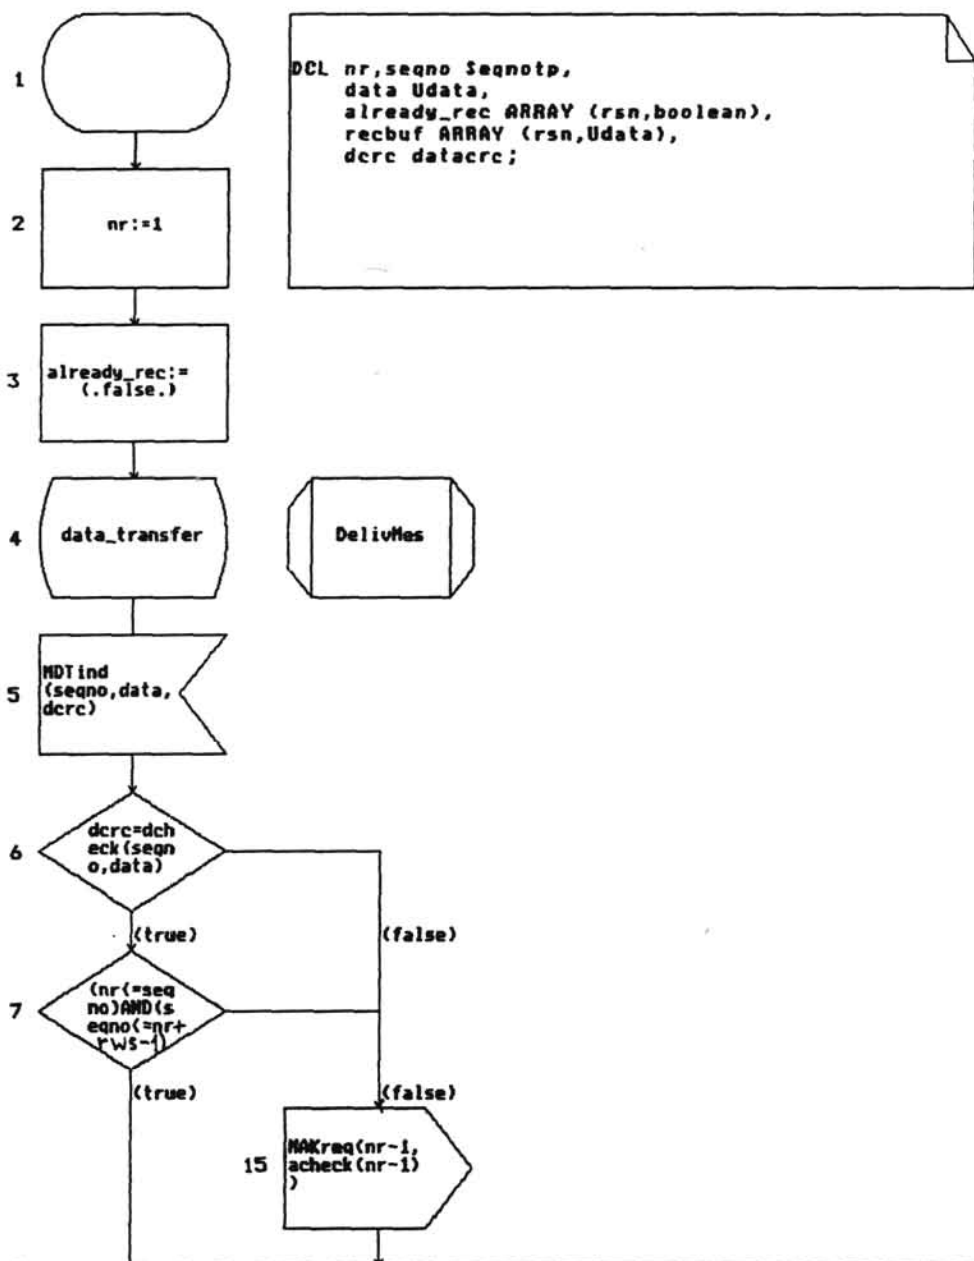 1
DCL nr,seqno Seqnotp,
data Udata,
already_rec ARRAY (rsn,boolean),
recbuf ARRAY (rsn,Udata),
dcrc datacrc;
2
nr:=1
3
already_rec:=
(.false.)
4
data_transfer
DelivMes
5
MDTind
(seqno,data,
dcrc)
6
dcrc=dch
eck(seqn
o,data)
(true)
(false)
7
(nr<=seq
no)AND(s
eqno<=nr+
rws-1)
(true)
(false)
15
MAKreq(nr-1,
acheck(nr-1)
)